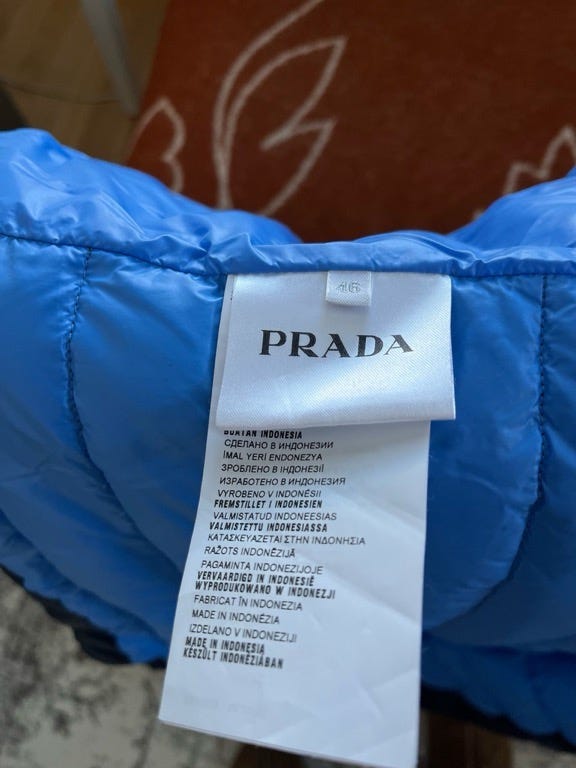 46
PRADA
BUATAN INDONESIA
СДЕЛАНО В ИНДОНЕЗИИ
İMAL YERI ENDONEZYA
ЗРОБЛЕНО В ІНДОНЕЗІЇ
ИЗРАБОТЕНО В ИНДОНЕЗИЯ
VYROBENO V INDONÉSII
FREMSTILLET I INDONESIEN
VALMISTATUD INDONEESIAS
VALMISTETTU INDONESIASSA
ΚΑΤΑΣΚΕΥΑΖΕΤΑΙ ΣΤΗΝ ΙΝΔΟΝΗΣΙΑ
RAŽOTS INDONĒZIJĀ
PAGAMINTA INDONEZIJOJE
VERVAARDIGD IN INDONESIË
WYPRODUKOWANO W INDONEZJI
FABRICAT ÎN INDONEZIA
MADE IN INDONÉZIA
IZDELANO V INDONEZIJI
MADE IN INDONESIA
KÉSZÜLT INDONÉZIÁBAN